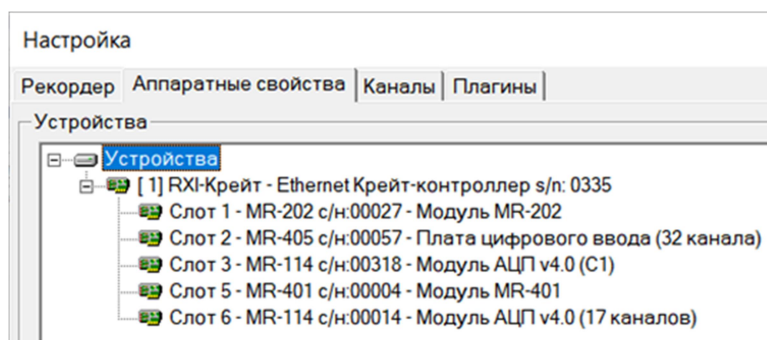 Настройка
Рекордер Аппаратные свойства Каналы Плагины
Устройства
Устройства
[ 1] RXI-Крейт - Ethernet Крейт-контроллер s/n: 0335
Слот 1 - MR-202 с/н:00027 - Модуль MR-202
Слот 2 - MR-405 с/н:00057 - Плата цифрового ввода (32 канала)
Слот 3 - MR-114 с/н:00318 - Модуль АЦП v4.0 (С1)
Слот 5 - MR-401 с/н:00004 - Модуль MR-401
Слот 6 - MR-114 с/н:00014 - Модуль АЦП v4.0 (17 каналов)